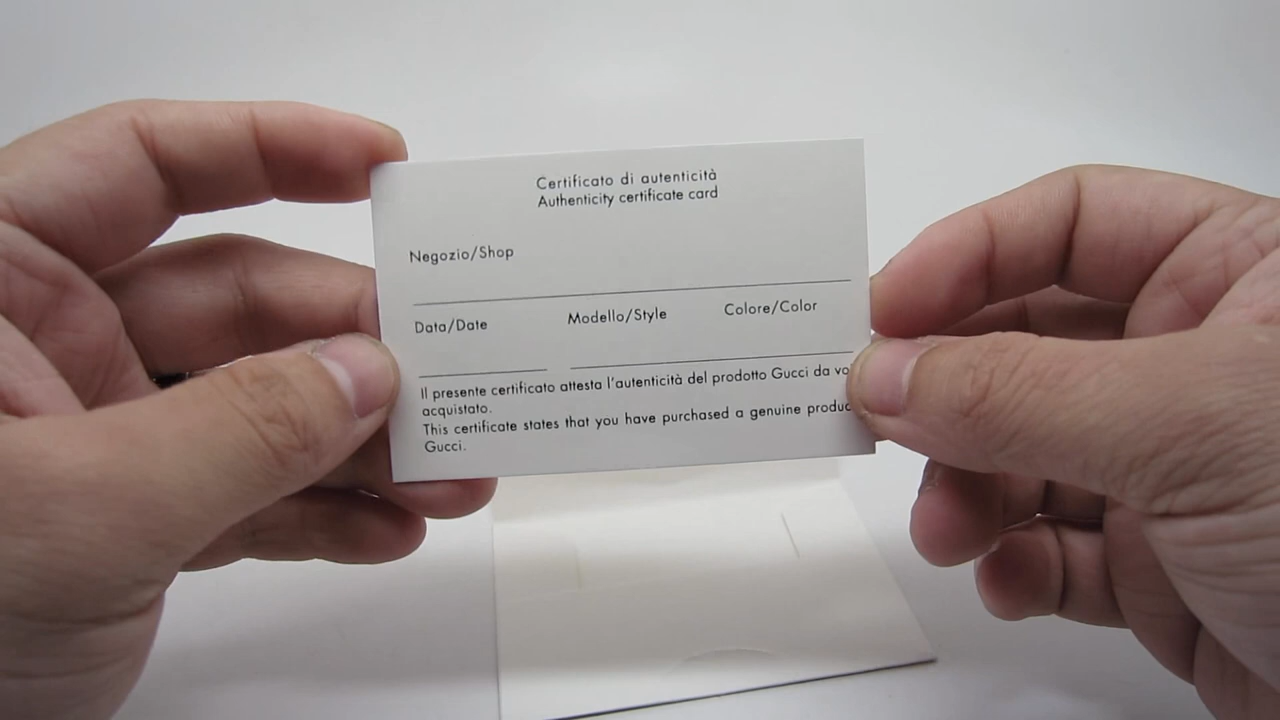 Certificato di autenticità
Authenticity certificate card
Negozio/Shop
Data/Date Modello/Style Colore/Color
Il presente certificato attesta l'autenticità del prodotto Gucci da
acquistato.
This certificate states that you have purchased a genuine
Gucci.